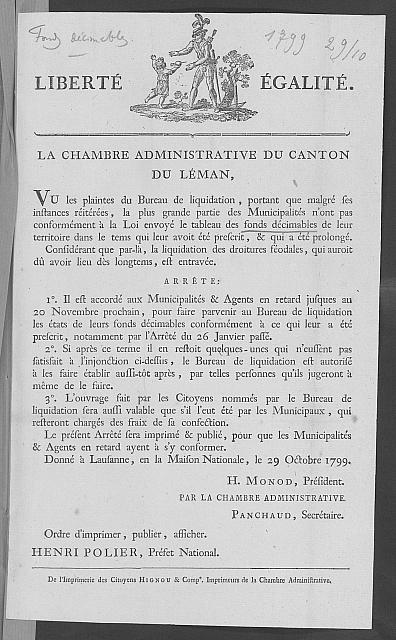 Fonds décimables.
1799 29/10
LIBERTÉ ÉGALITÉ.
LA CHAMBRE ADMINISTRATIVE DU CANTON
DU LÉMAN,
VU les plaintes du Bureau de liquidation, portant que malgré ses
instances réitérées, la plus grande partie des Municipalités n'ont pas
conformément à la Loi envoyé le tableau des fonds décimables de leur
territoire dans le tems qui leur avoit été prescrit, & qui a été prolongé.
Considérant que par-là, la liquidation des droitures féodales, qui auroit
dû avoir lieu dès longtems, est entravée.
ARRÊTE:
1°. Il est accordé aux Municipalités & Agents en retard jusques au
20 Novembre prochain, pour faire parvenir au Bureau de liquidation
les états de leurs fonds décimables conformément à ce qui leur a été
prescrit, notamment par l'Arrêté du 26 Janvier passé.
2°. Si après ce terme il en restoit quelques-unes qui n'eussent pas
satisfait à l'injonction ci-dessus, le Bureau de liquidation est autorisé
à les faire établir aussi-tôt après, par telles personnes qu'ils jugeront à
même de le faire.
3°. L'ouvrage fait par les Citoyens nommés par le Bureau de
liquidation sera aussi valable que s'il l'eut été par les Municipaux, qui
resteront chargés des fraix de sa confection.
Le présent Arrêté sera imprimé & publié, pour que les Municipalités
& Agents en retard ayent à s'y conformer.
Donné à Lausanne, en la Maison Nationale, le 29 Octobre 1799.
H. MONOD, Président.
PAR LA CHAMBRE ADMINISTRATIVE.
PANCHAUD, Secrétaire.
Ordre d'imprimer, publier, afficher.
HENRI POLIER, Préfet National.
De l'Imprimerie des Citoyens HIGNOU & Compe. Imprimeurs de la Chambre Administrative.